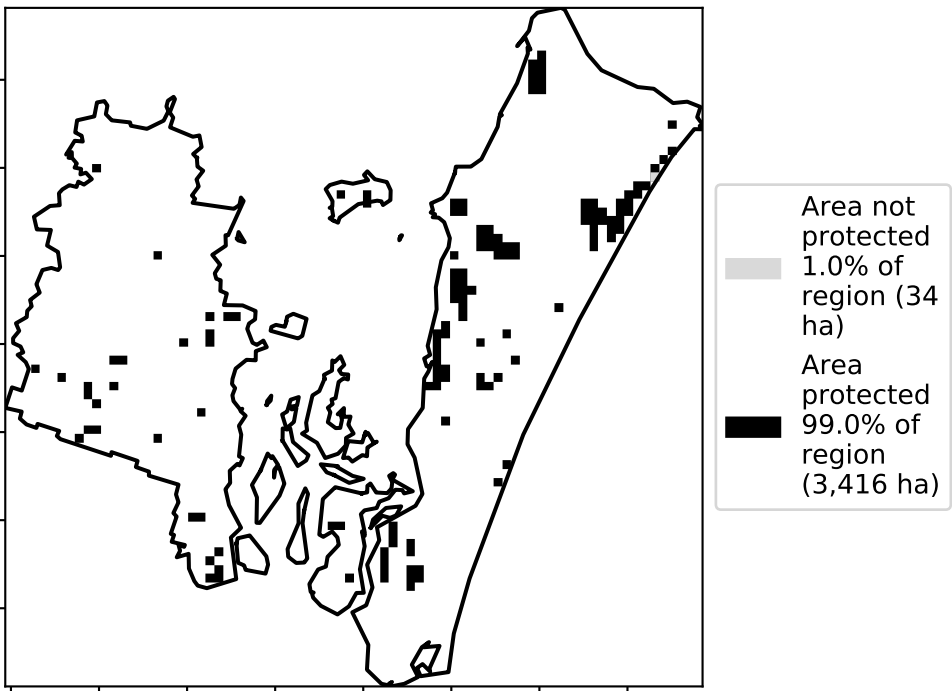 Area not
protected
1.0% of
region (34
ha)
Area
protected
99.0% of
region
(3,416 ha)